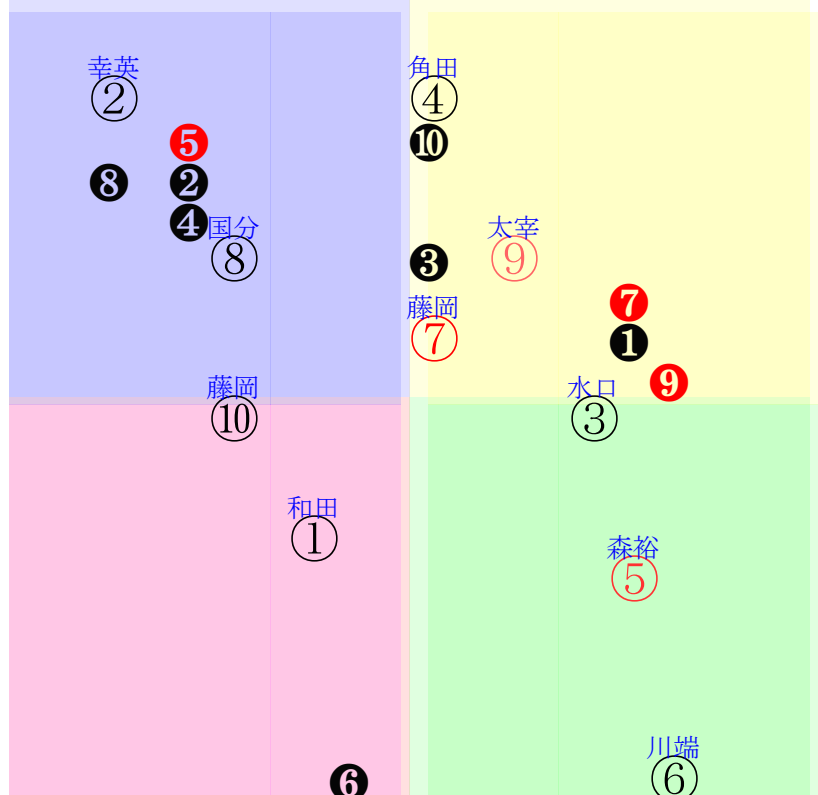 幸英
②
角田
④
❺
❿
❽
❷
❹
国分
⑧
太宰
⑨
❸
藤岡
⑦
❼
❶
❾
藤岡
⑩
水口
③
和田
①
森裕
⑤
川端
⑥
❻